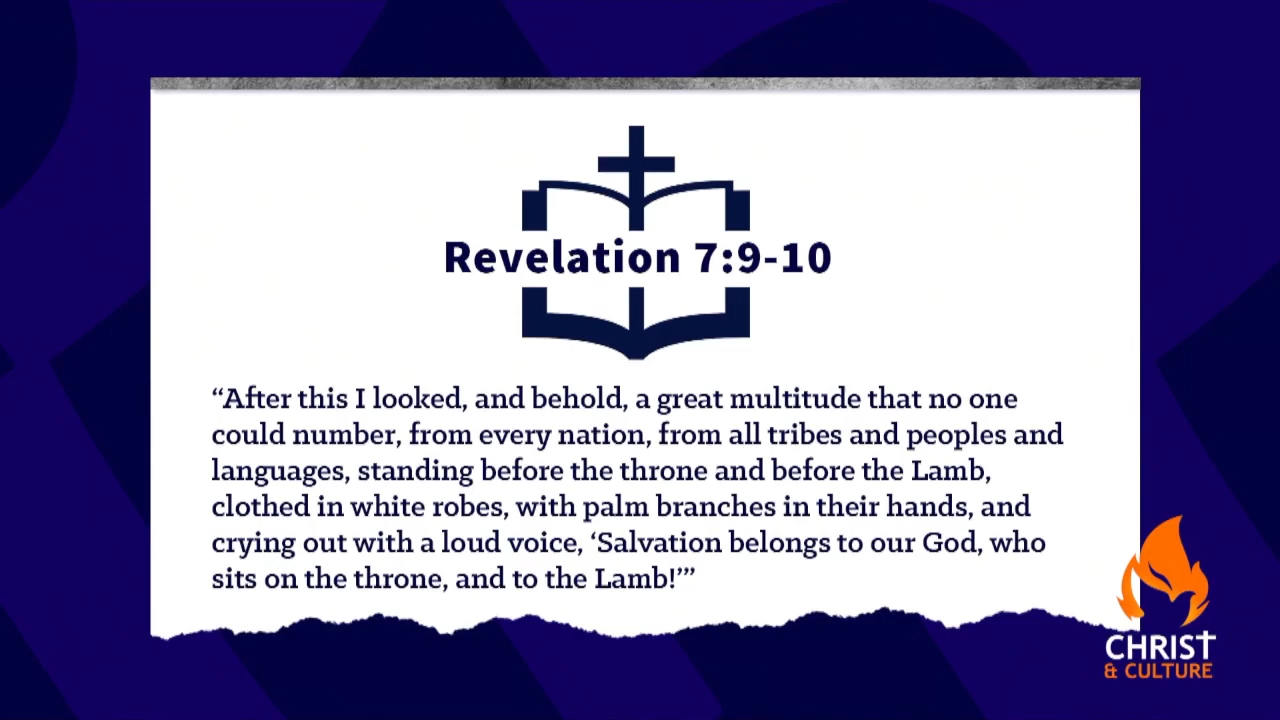 Revelation 7:9-10
“After this I looked, and behold, a great multitude that no one
could number, from every nation, from all tribes and peoples and
languages, standing before the throne and before the Lamb,
clothed in white robes, with palm branches in their hands, and
crying out with a loud voice, ‘Salvation belongs to our God, who
sits on the throne, and to the Lamb!’”
CHRIST
& CULTURE